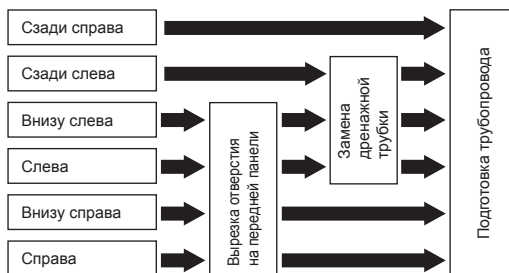 Сзади справа
Сзади слева
Внизу слева
Слева
Внизу справа
Справа
Вырезка отверстия
на передней панели
Замена
дренажной
трубки
Подготовка трубопровода